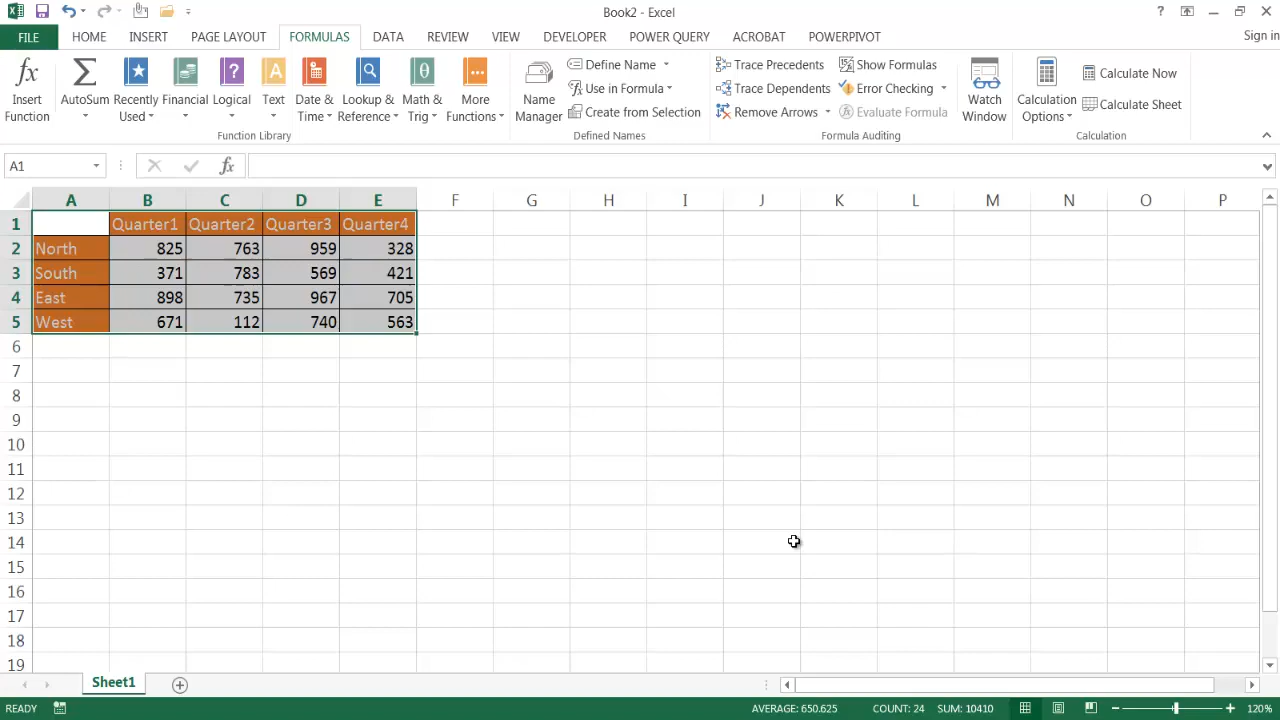 Book2 - Excel
?
FILE HOME INSERT PAGE LAYOUT FORMULAS DATA REVIEW VIEW DEVELOPER POWER QUERY ACROBAT POWERPIVOT Sign in
fx Insert Function
Σ AutoSum
Recently Used
Financial
? Logical
A Text
Date & Time
Lookup & Reference
θ Math & Trig
More Functions
Function Library
Name Manager
Define Name
Use in Formula
Create from Selection
Defined Names
Trace Precedents
Trace Dependents
Remove Arrows
Show Formulas
Error Checking
Evaluate Formula
Formula Auditing
Watch Window
Calculation Options
Calculate Now
Calculate Sheet
Calculation
A1 fx
A B C D E F G H I J K L M N O P
1 Quarter1 Quarter2 Quarter3 Quarter4
2 North 825 763 959 328
3 South 371 783 569 421
4 East 898 735 967 705
5 West 671 112 740 563
6
7
8
9
10
11
12
13
14
15
16
17
18
19
Sheet1
READY AVERAGE: 650.625 COUNT: 24 SUM: 10410 120%